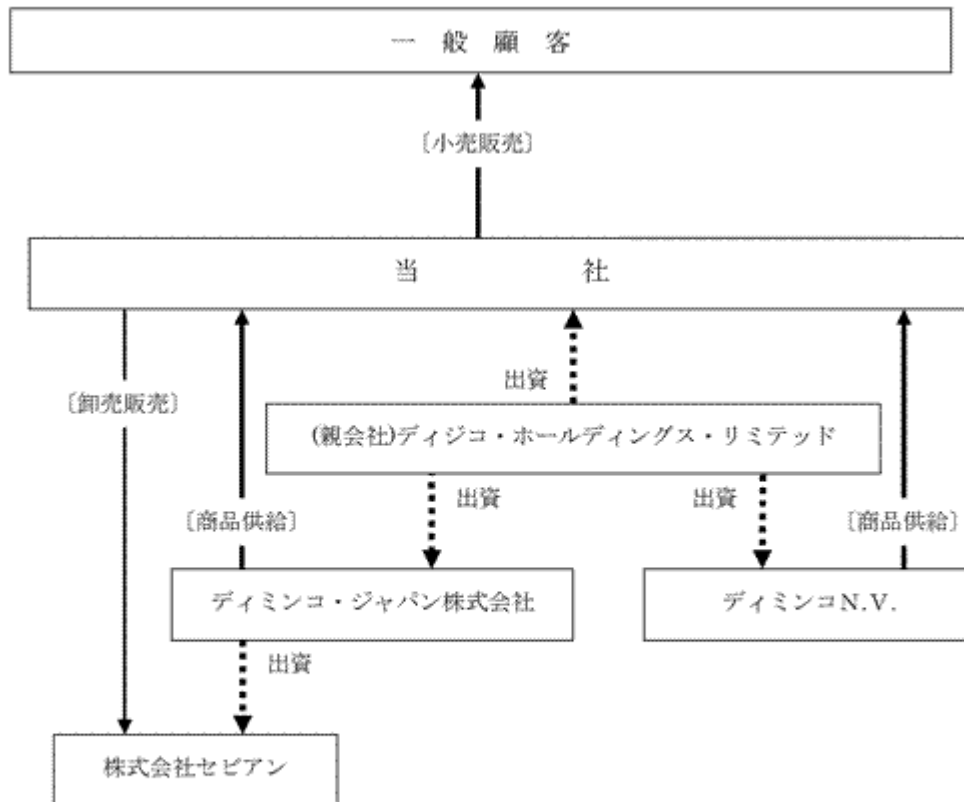 一般顧客
〔小売販売〕
当社
出資
〔卸売販売〕
(親会社)ディジコ・ホールディングス・リミテッド
出資
出資
〔商品供給〕
〔商品供給〕
ディミンコ・ジャパン株式会社
ディミンコN.V.
出資
株式会社セビアン